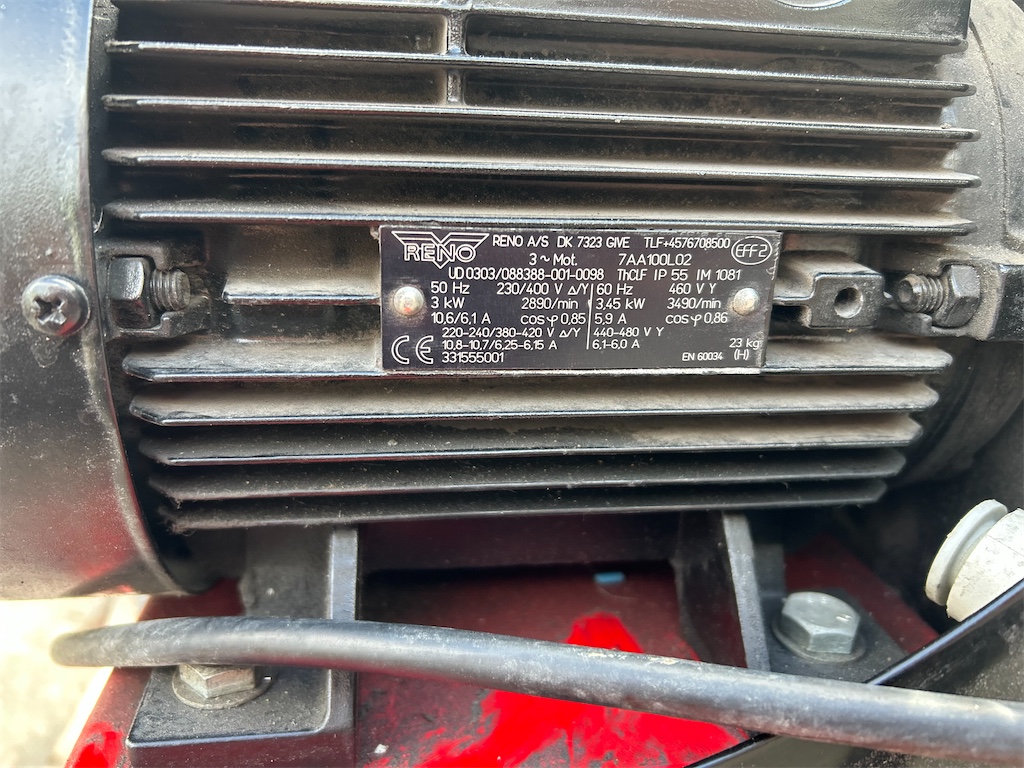 RENO
RENO A/S DK 7323 GIVE TLF+4576708500
EFF2
3 ~ Mot. 7AA100L02
UD 0303/088388-001-0098 Th.CL.F IP 55 IM 1081
50 Hz 230/400 V Δ/Y 60 Hz 460 V Y
3 kW 2890/min 3,45 kW 3490/min
10,6/6,1 A cosφ 0,85 5,9 A cosφ 0,86
220-240/380-420 V Δ/Y 440-480 V Y
10,8-10,7/6,25-6,15 A 6,1-6,0 A 23 kg
CE 331555001 EN 60034 (H)